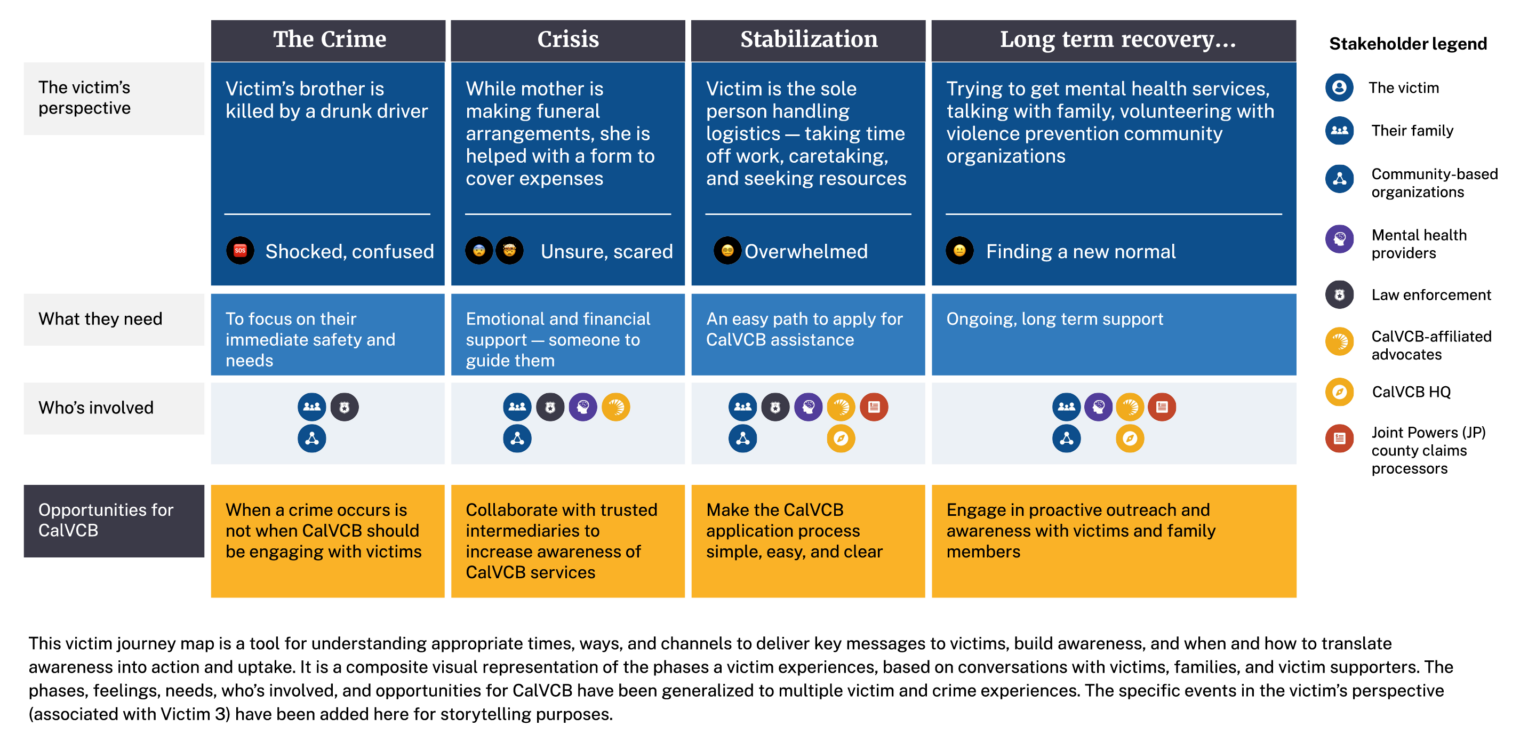 The Crime
Crisis
Stabilization
Long term recovery...
Stakeholder legend
The victim’s
perspective
Victim’s brother is
killed by a drunk driver
While mother is
making funeral
arrangements, she is
helped with a form to
cover expenses
Victim is the sole
person handling
logistics — taking time
off work, caretaking,
and seeking resources
Trying to get mental health services,
talking with family, volunteering with
violence prevention community
organizations
SOS
Shocked, confused
Unsure, scared
Overwhelmed
Finding a new normal
What they need
To focus on their
immediate safety and
needs
Emotional and financial
support — someone to
guide them
An easy path to apply for
CalVCB assistance
Ongoing, long term support
Who’s involved
Opportunities for
CalVCB
When a crime occurs is
not when CalVCB should
be engaging with victims
Collaborate with trusted
intermediaries to
increase awareness of
CalVCB services
Make the CalVCB
application process
simple, easy, and clear
Engage in proactive outreach and
awareness with victims and family
members
The victim
Their family
Community-based
organizations
Mental health
providers
Law enforcement
CalVCB-affiliated
advocates
CalVCB HQ
Joint Powers (JP)
county claims
processors
This victim journey map is a tool for understanding appropriate times, ways, and channels to deliver key messages to victims, build awareness, and when and how to translate
awareness into action and uptake. It is a composite visual representation of the phases a victim experiences, based on conversations with victims, families, and victim supporters. The
phases, feelings, needs, who’s involved, and opportunities for CalVCB have been generalized to multiple victim and crime experiences. The specific events in the victim’s perspective
(associated with Victim 3) have been added here for storytelling purposes.